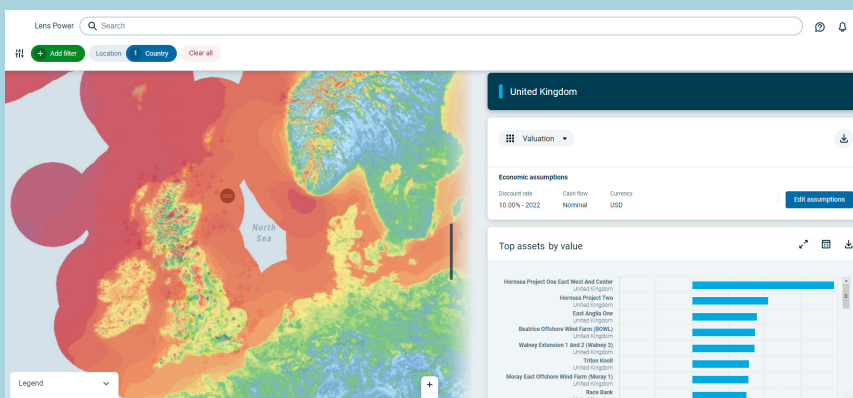 Lens Power
Search
Add filter
Location
1 Country
Clear all
United Kingdom
Valuation
Economic assumptions
Discount rate
Cash flow
Currency
10.00% - 2022
Nominal
USD
Edit assumptions
Top assets by value
Hornsea Project One East West And Center
United Kingdom
Hornsea Project Two
United Kingdom
East Anglia One
United Kingdom
Beatrice Offshore Wind Farm (BOWL)
United Kingdom
Walney Extension 1 And 2 (Walney 3)
United Kingdom
Triton Knoll
United Kingdom
Moray East Offshore Wind Farm (Moray 1)
United Kingdom
Race Bank
North
Sea
Legend
+